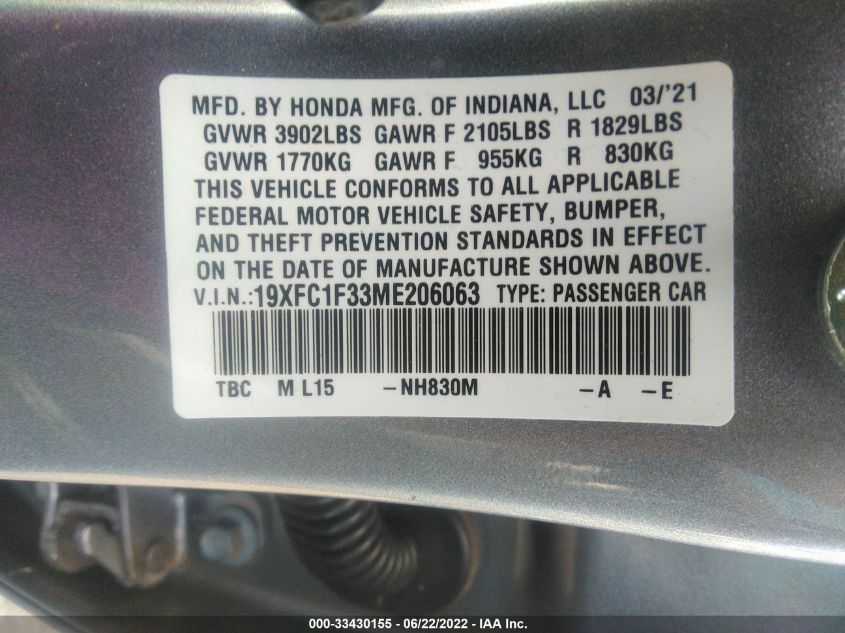 MFD. BY HONDA MFG. OF INDIANA, LLC 03/'21
GVWR 3902LBS GAWR F 2105LBS R 1829LBS
GVWR 1770KG GAWR F 955KG R 830KG
THIS VEHICLE CONFORMS TO ALL APPLICABLE
FEDERAL MOTOR VEHICLE SAFETY, BUMPER,
AND THEFT PREVENTION STANDARDS IN EFFECT
ON THE DATE OF MANUFACTURE SHOWN ABOVE.
V.I.N.:19XFC1F33ME206063 TYPE: PASSENGER CAR
TBC M L15 -NH830M -A -E
000-33430155 - 06/22/2022 - IAA Inc.